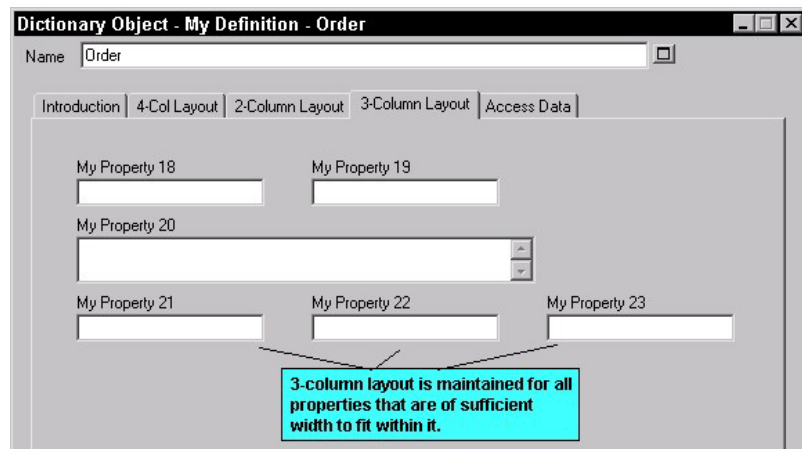 Dictionary Object - My Definition - Order
Name Order
Introduction 4-Col Layout 2-Column Layout 3-Column Layout Access Data
My Property 18 My Property 19
My Property 20
My Property 21 My Property 22 My Property 23
3-column layout is maintained for all
properties that are of sufficient
width to fit within it.